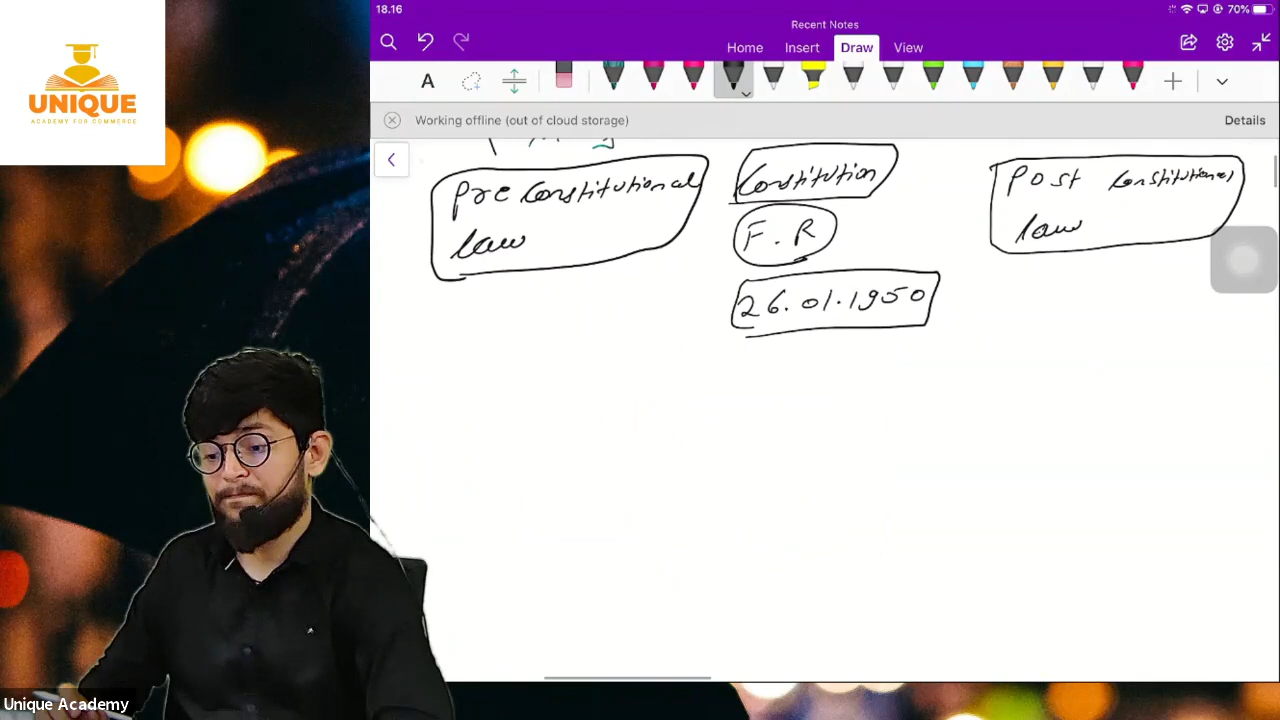 UNIQUE
ACADEMY FOR COMMERCE
18.16
70%
Recent Notes
Home Insert Draw View
A
Working offline (out of cloud storage)
Details
Pre Constitutional
law
Constitution
F.R
26.01.1950
Post Constitutional
law
Unique Academy